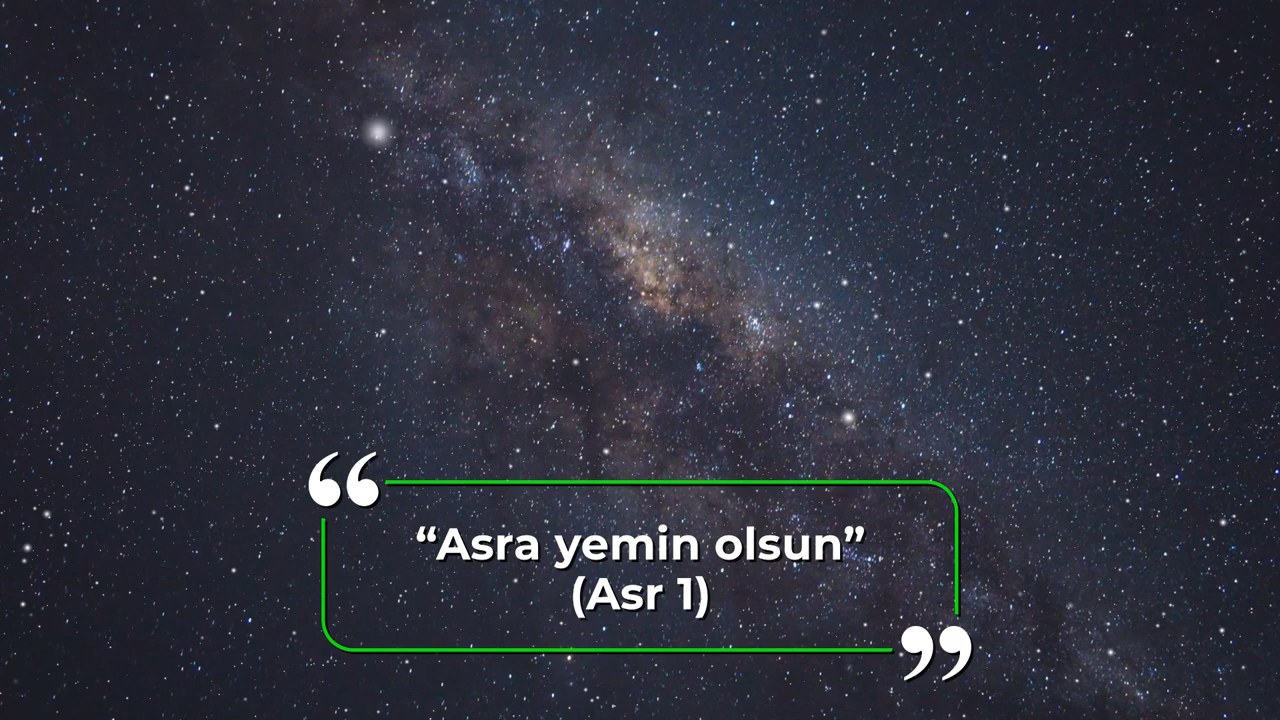 “Asra yemin olsun”
(Asr 1)